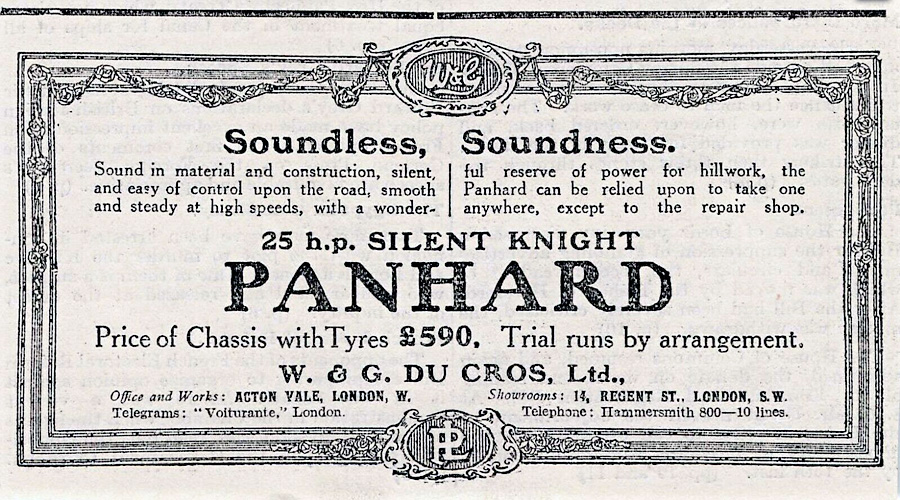 W&G
Soundless, Soundness.
Sound in material and construction, silent,
and easy of control upon the road, smooth
and steady at high speeds, with a wonder-
ful reserve of power for hillwork, the
Panhard can be relied upon to take one
anywhere, except to the repair shop.
25 h.p. SILENT KNIGHT
PANHARD
Price of Chassis with Tyres £590. Trial runs by arrangement.
W. & G. DU CROS, Ltd.,
Office and Works: ACTON VALE, LONDON, W.
Telegrams: "Voiturante," London.
Showrooms: 14, REGENT ST., LONDON, S.W.
Telephone: Hammersmith 800—10 lines.
PL